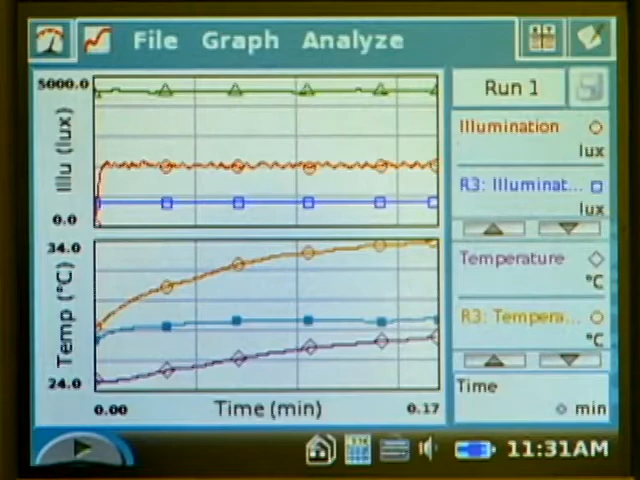 File Graph Analyze
5000.0
Illu (lux)
0.0
34.0
Temp (°C)
24.0
0.00 Time (min) 0.17
Run 1
Illumination
lux
R3: Illuminat...
lux
Temperature
°C
R3: Tempera...
°C
Time
min
11:31AM